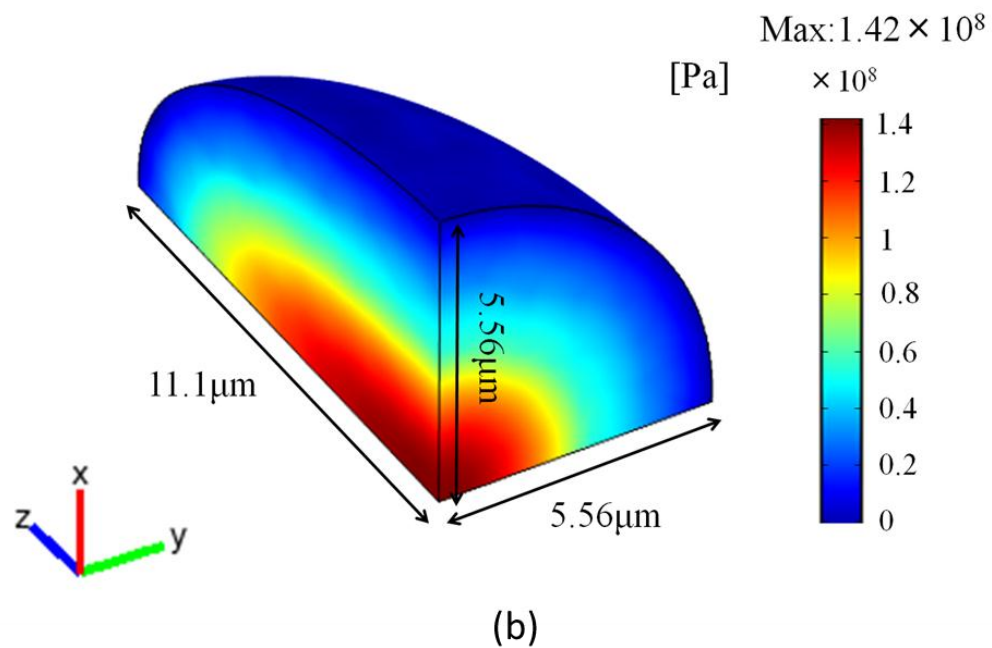 Max:1.42 × 10⁸
[Pa]
× 10⁸
1.4
1.2
1
0.8
0.6
0.4
0.2
0
5.56μm
11.1μm
5.56μm
x
z
y
(b)